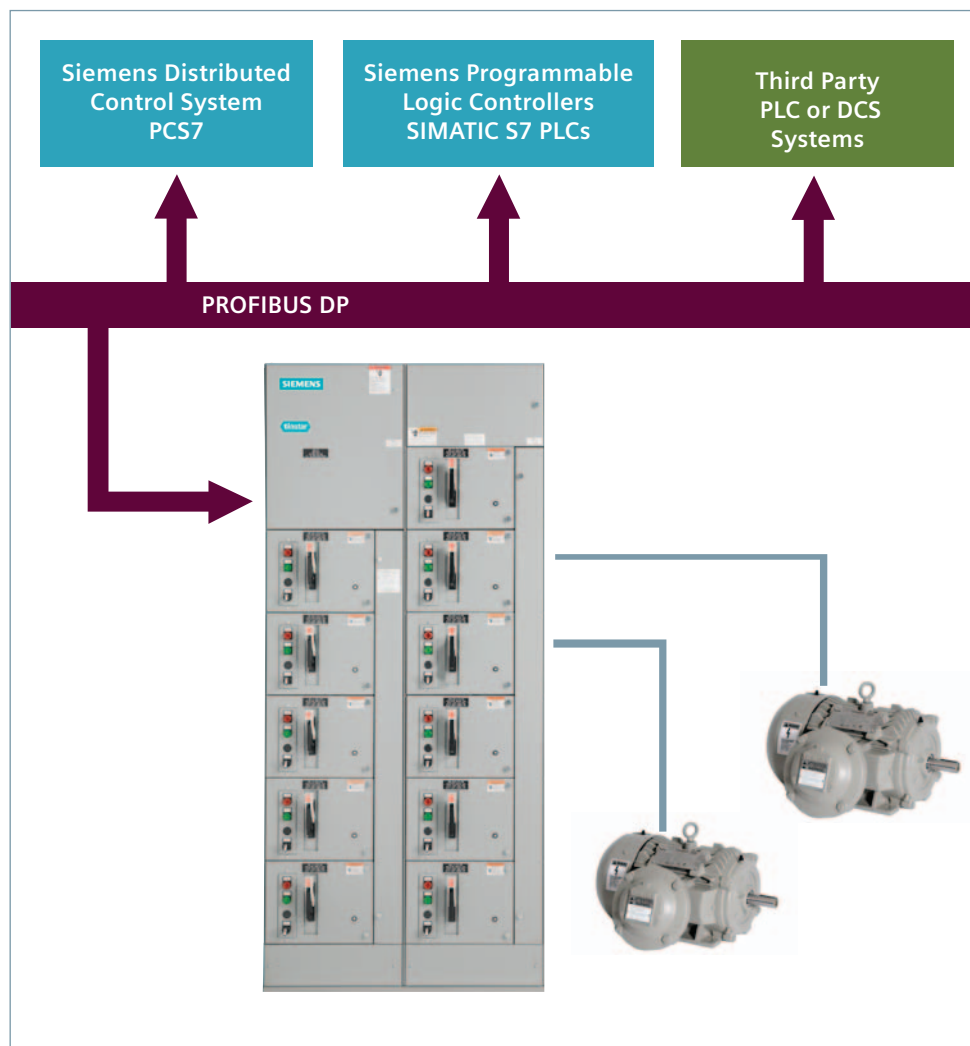 Siemens Distributed
Control System
PCS7
Siemens Programmable
Logic Controllers
SIMATIC S7 PLCs
Third Party
PLC or DCS
Systems
PROFIBUS DP
SIEMENS